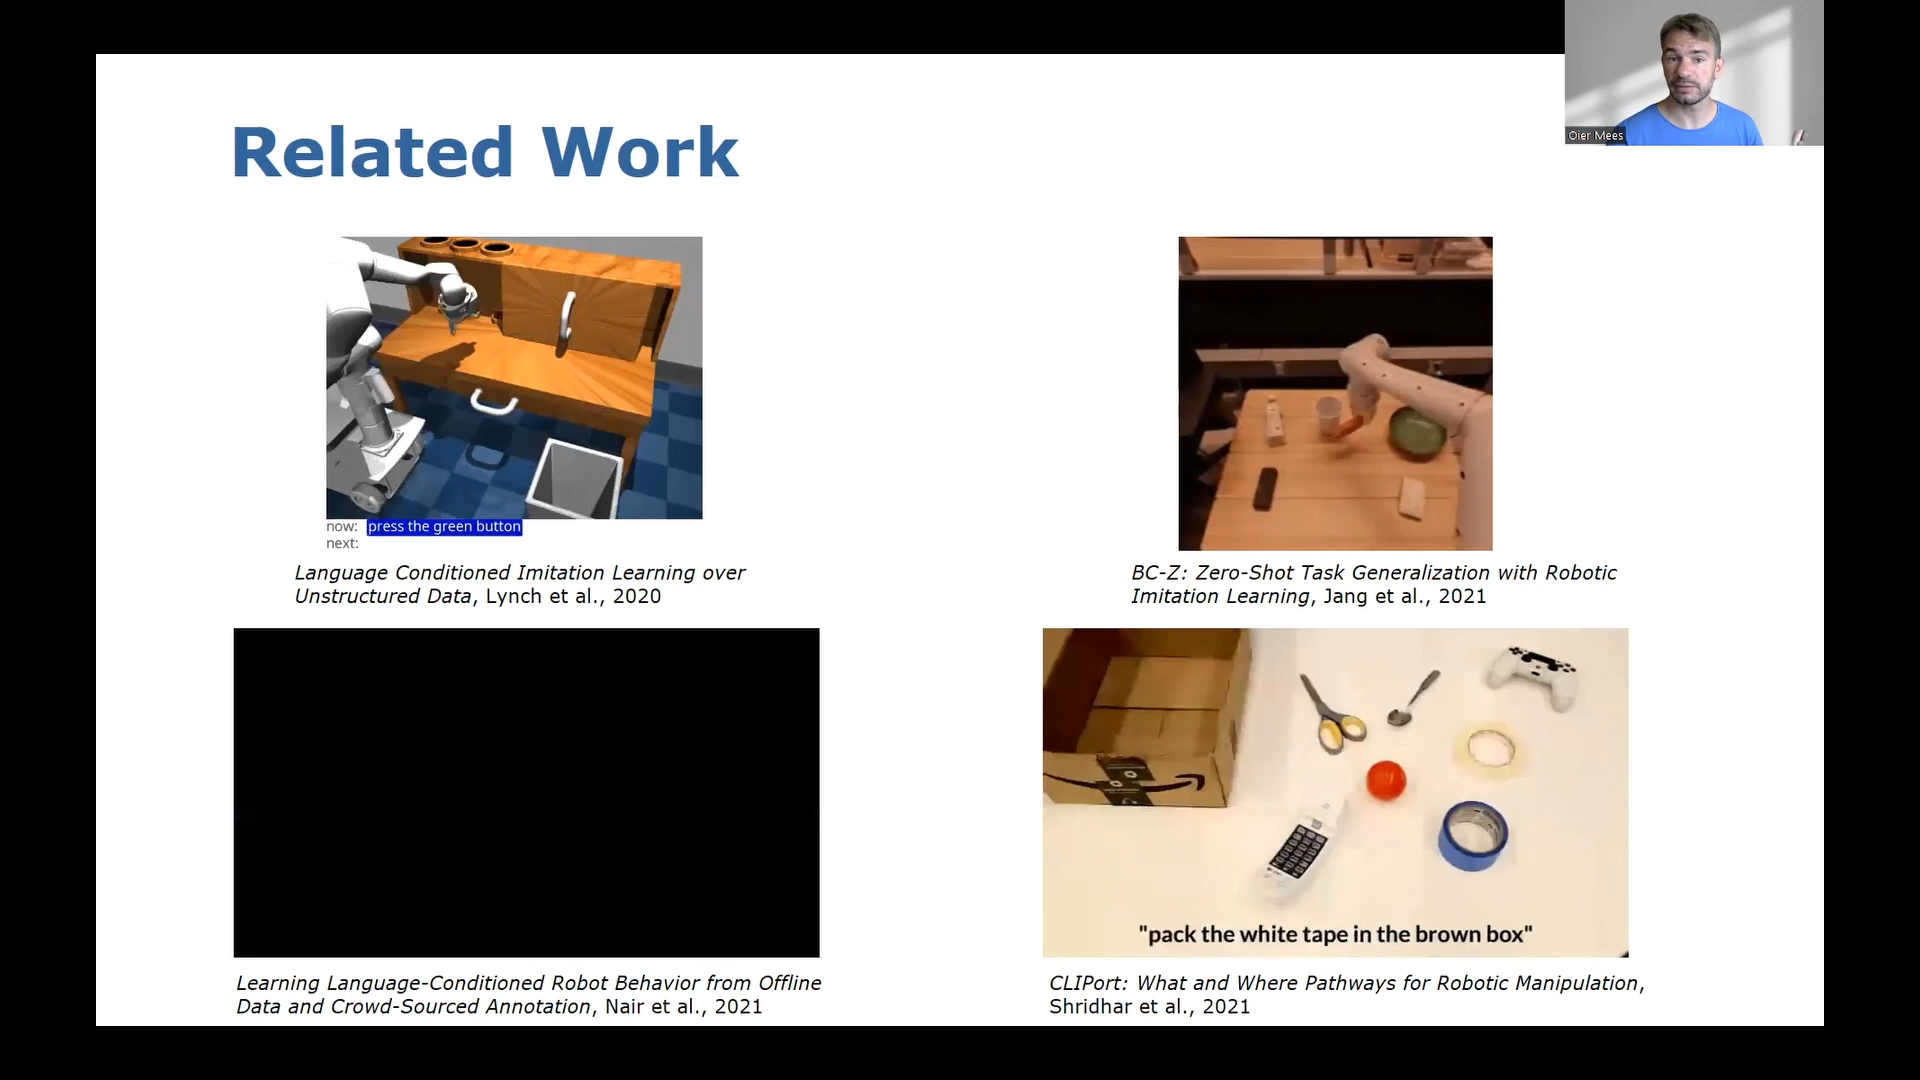 Oier Mees
Related Work
now: press the green button
next:
Language Conditioned Imitation Learning over
Unstructured Data, Lynch et al., 2020
BC-Z: Zero-Shot Task Generalization with Robotic
Imitation Learning, Jang et al., 2021
"pack the white tape in the brown box"
Learning Language-Conditioned Robot Behavior from Offline
Data and Crowd-Sourced Annotation, Nair et al., 2021
CLIPort: What and Where Pathways for Robotic Manipulation,
Shridhar et al., 2021